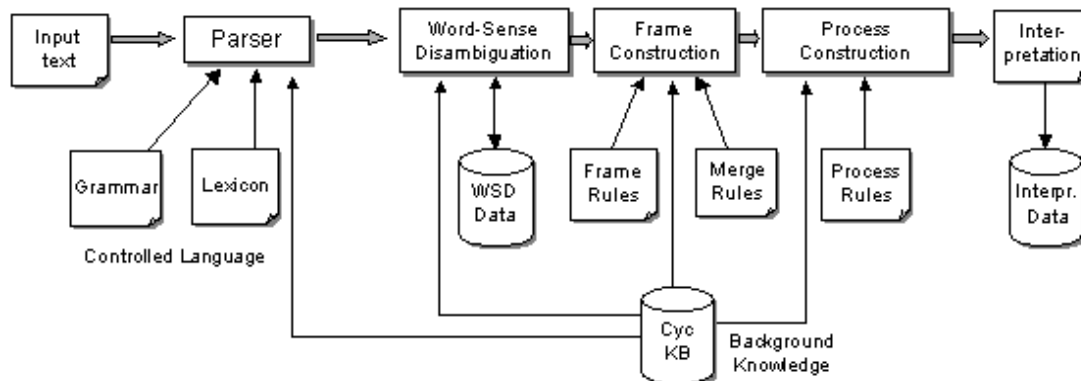 Input
text
Parser
Word-Sense
Disambiguation
Frame
Construction
Process
Construction
Inter-
pretation
Grammar
Lexicon
WSD
Data
Frame
Rules
Merge
Rules
Process
Rules
Interpr.
Data
Controlled Language
Cyc
KB
Background
Knowledge